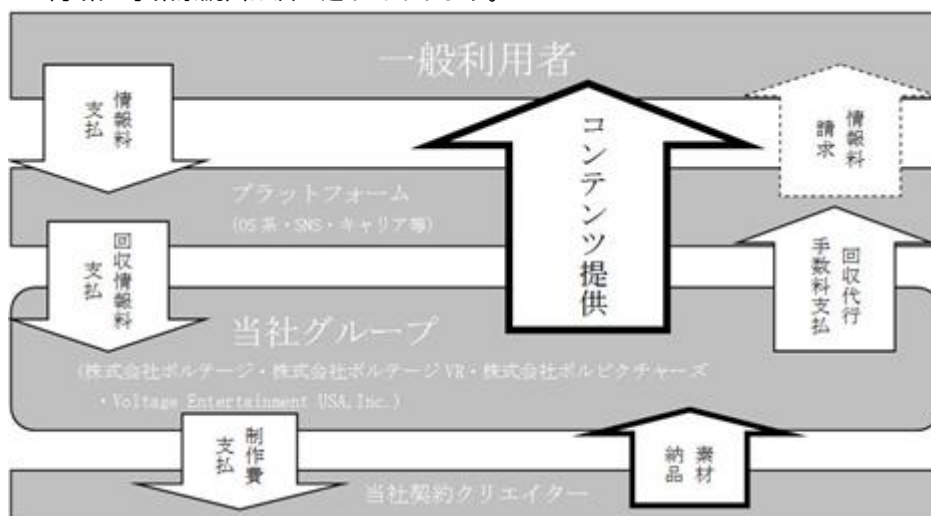 一般利用者
情報料
支払
コンテンツ提供
情報料
請求
プラットフォーム
(OS系・SNS・キャリア等)
回収情報料
支払
回収代行
手数料支払
当社グループ
(株式会社ボルテージ・株式会社ボルテージVR・株式会社ボルピクチャーズ
・Voltage Entertainment USA,Inc.)
制作費
支払
素材
納品
当社契約クリエイター